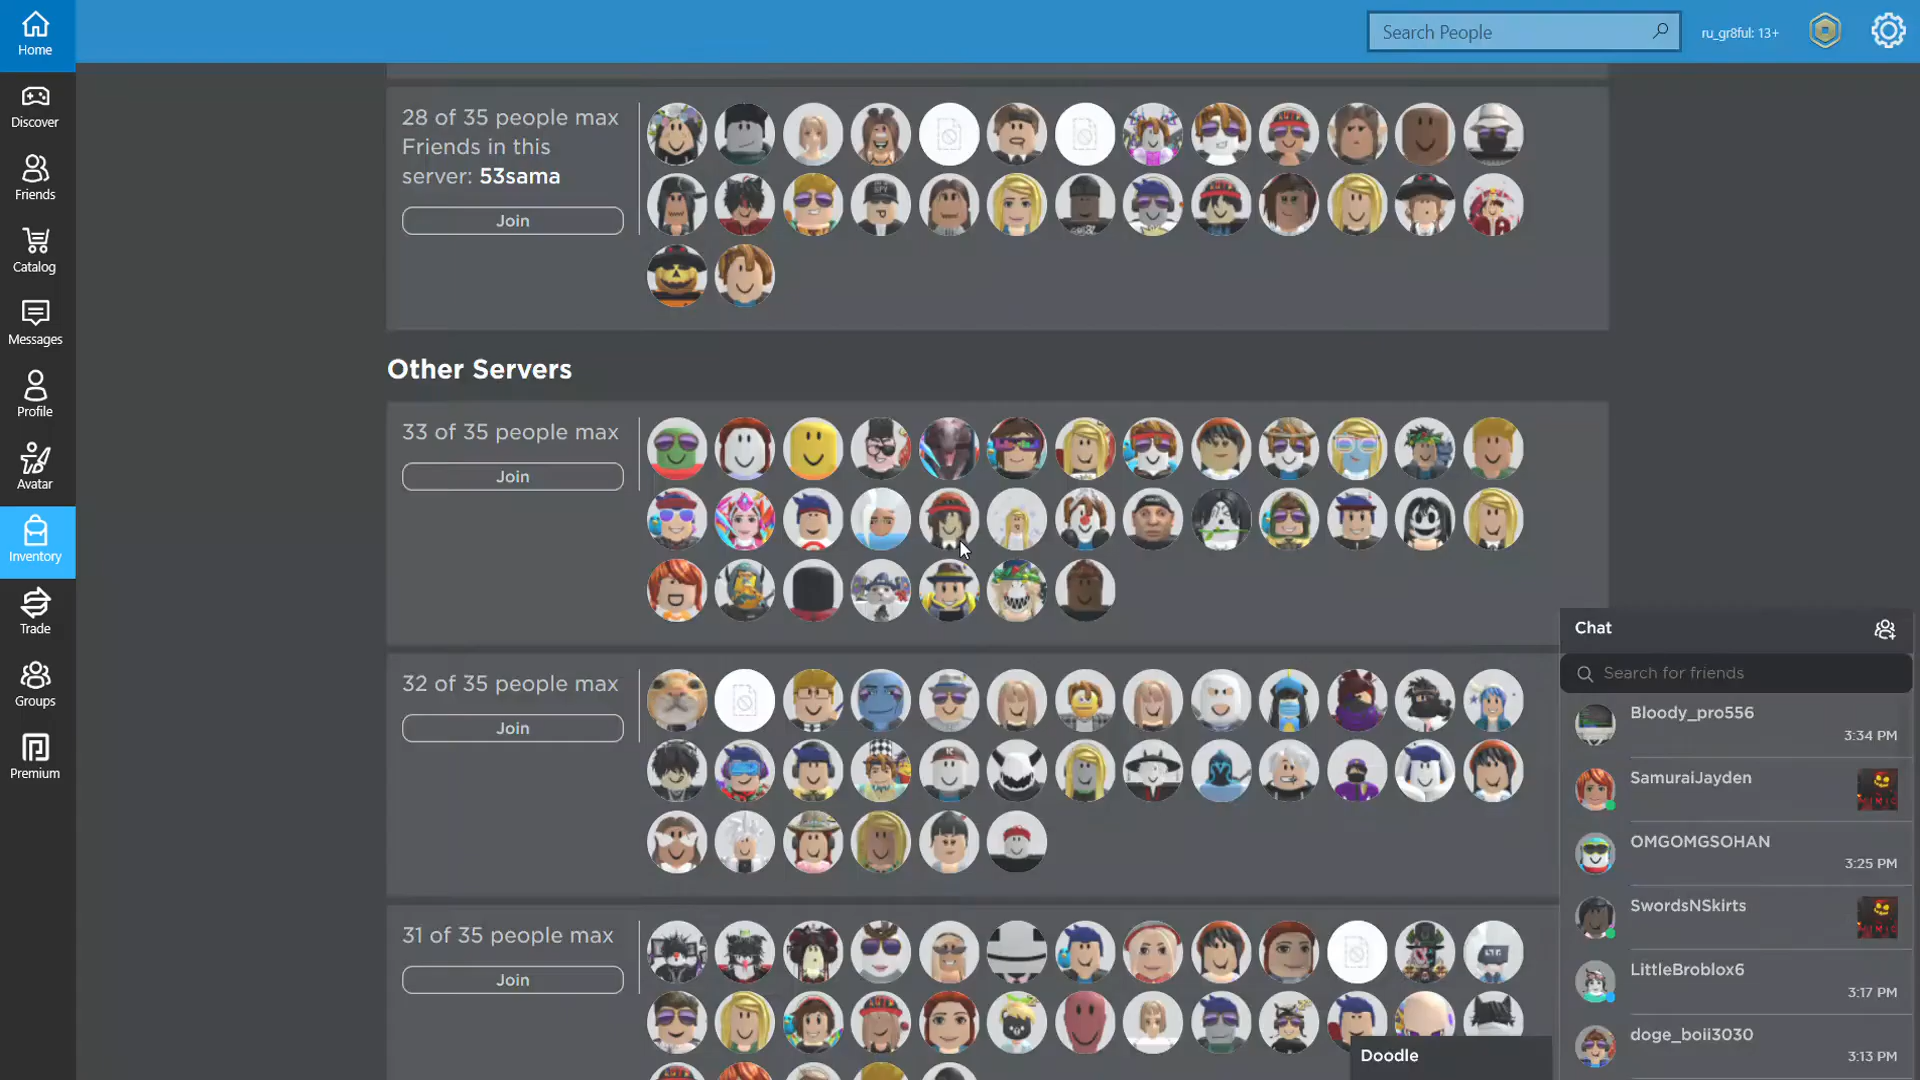 Home
Search People
ru_gr8ful: 13+
Discover
Friends
Catalog
Messages
Profile
Avatar
Inventory
Trade
Groups
Premium
28 of 35 people max
Friends in this
server: 53sama
Join
Other Servers
33 of 35 people max
Join
32 of 35 people max
Join
31 of 35 people max
Join
Chat
Search for friends
Bloody_pro556
3:34 PM
SamuraiJayden
OMGOMGSOHAN
3:25 PM
SwordsNSkirts
LittleBroblox6
3:17 PM
doge_boii3030
3:13 PM
Doodle